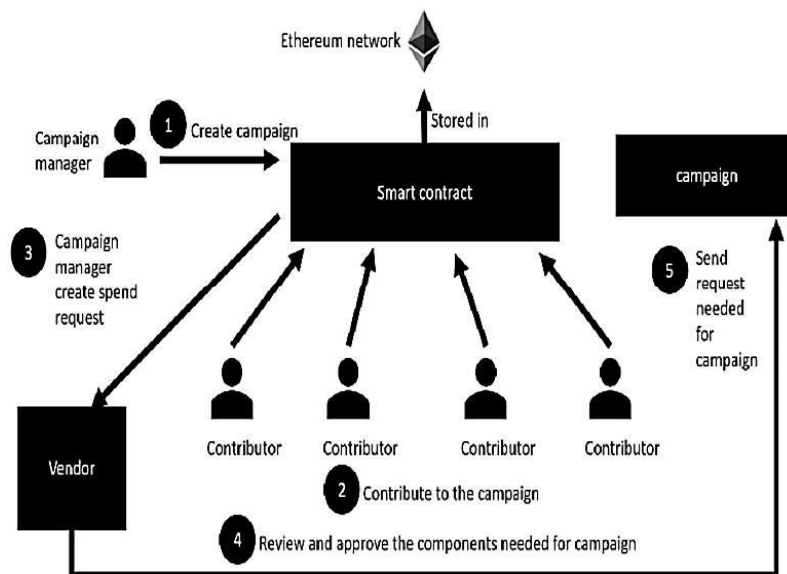 Ethereum network
Stored in
1
Create campaign
Campaign
manager
Smart contract
campaign
3
Campaign
manager
create spend
request
5
Send
request
needed
for
campaign
Contributor
Contributor
Contributor
Contributor
Vendor
2
Contribute to the campaign
4
Review and approve the components needed for campaign